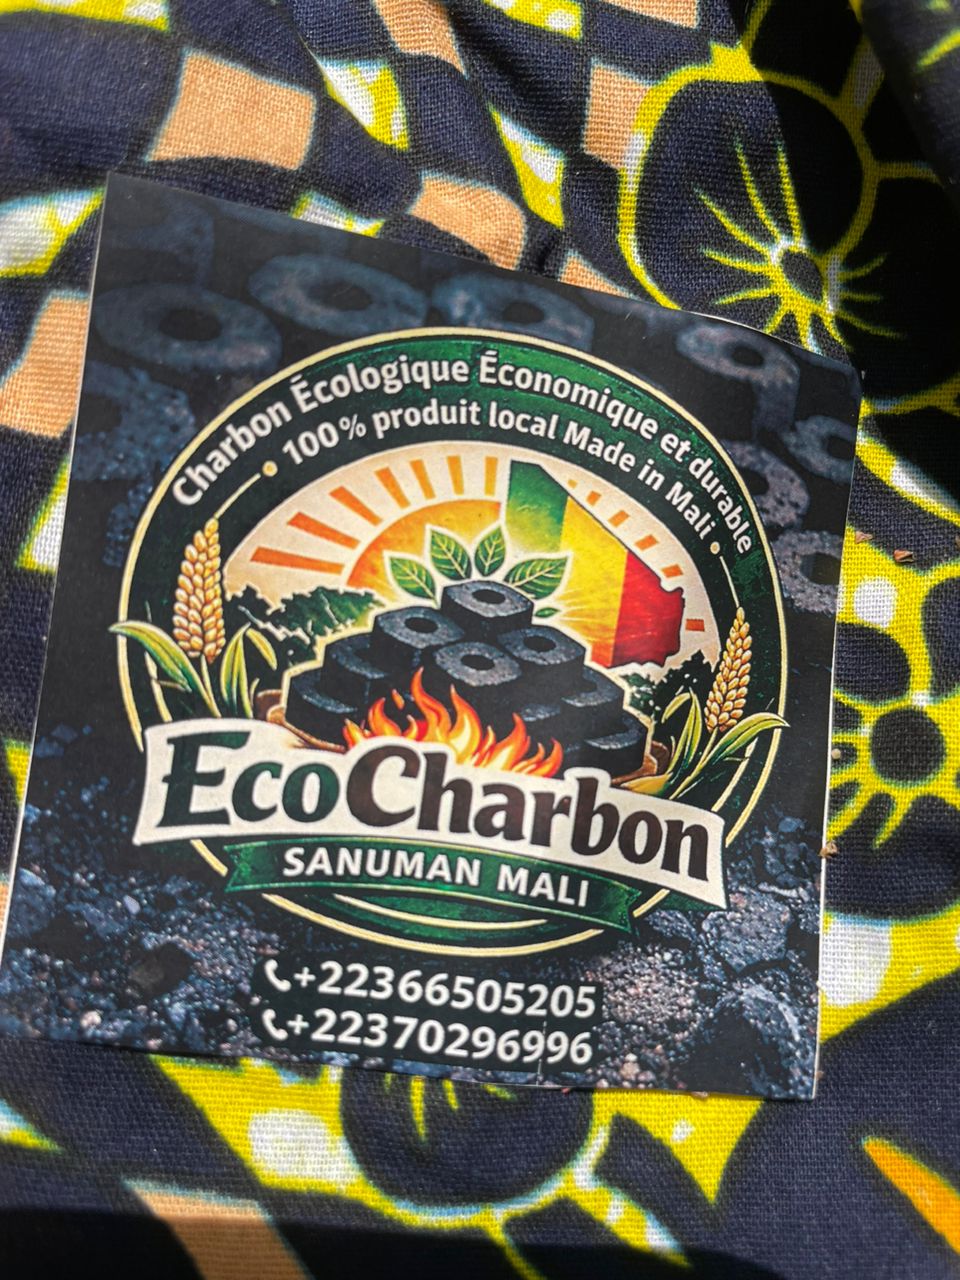 Charbon Écologique Économique et durable
• 100% produit local Made in Mali •
EcoCharbon
SANUMAN MALI
+22366505205
+22370296996